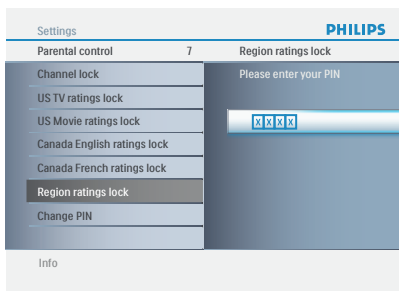 Settings
PHILIPS
Parental control 7
Region ratings lock
Channel lock
Please enter your PIN
US TV ratings lock
US Movie ratings lock
X X X X
Canada English ratings lock
Canada French ratings lock
Region ratings lock
Change PIN
Info